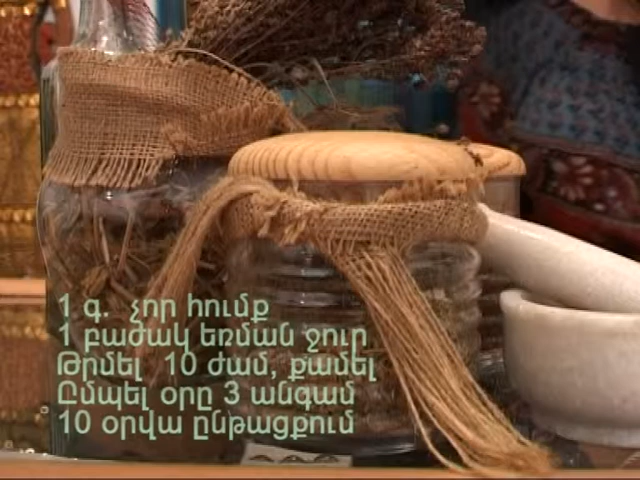 1 գ. չոր հումք
1 բաժակ եռման ջուր
Թրմել 10 ժամ, քամել
Ըմպել օրը 3 անգամ
10 օրվա ընթացքում